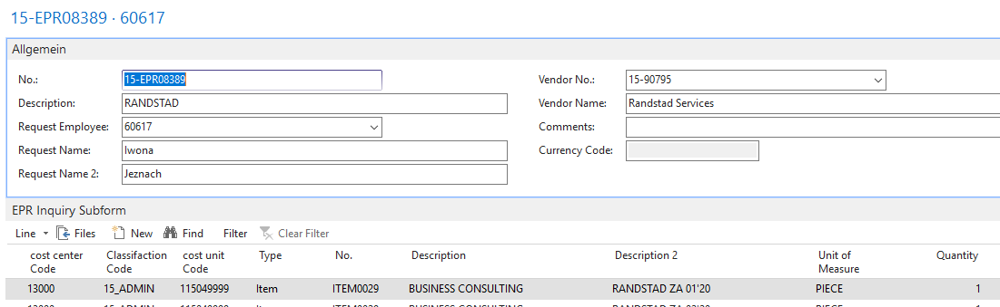 15-EPR08389 · 60617
Allgemein
No.: 15-EPR08389 Vendor No.: 15-90795
Description: RANDSTAD Vendor Name: Randstad Services
Request Employee: 60617 Comments:
Request Name: Iwona Currency Code:
Request Name 2: Jeznach
EPR Inquiry Subform
Line Files New Find Filter Clear Filter
cost center Code Classifaction Code cost unit Code Type No. Description Description 2 Unit of Measure Quantity
13000 15_ADMIN 115049999 Item ITEM0029 BUSINESS CONSULTING RANDSTAD ZA 01'20 PIECE 1